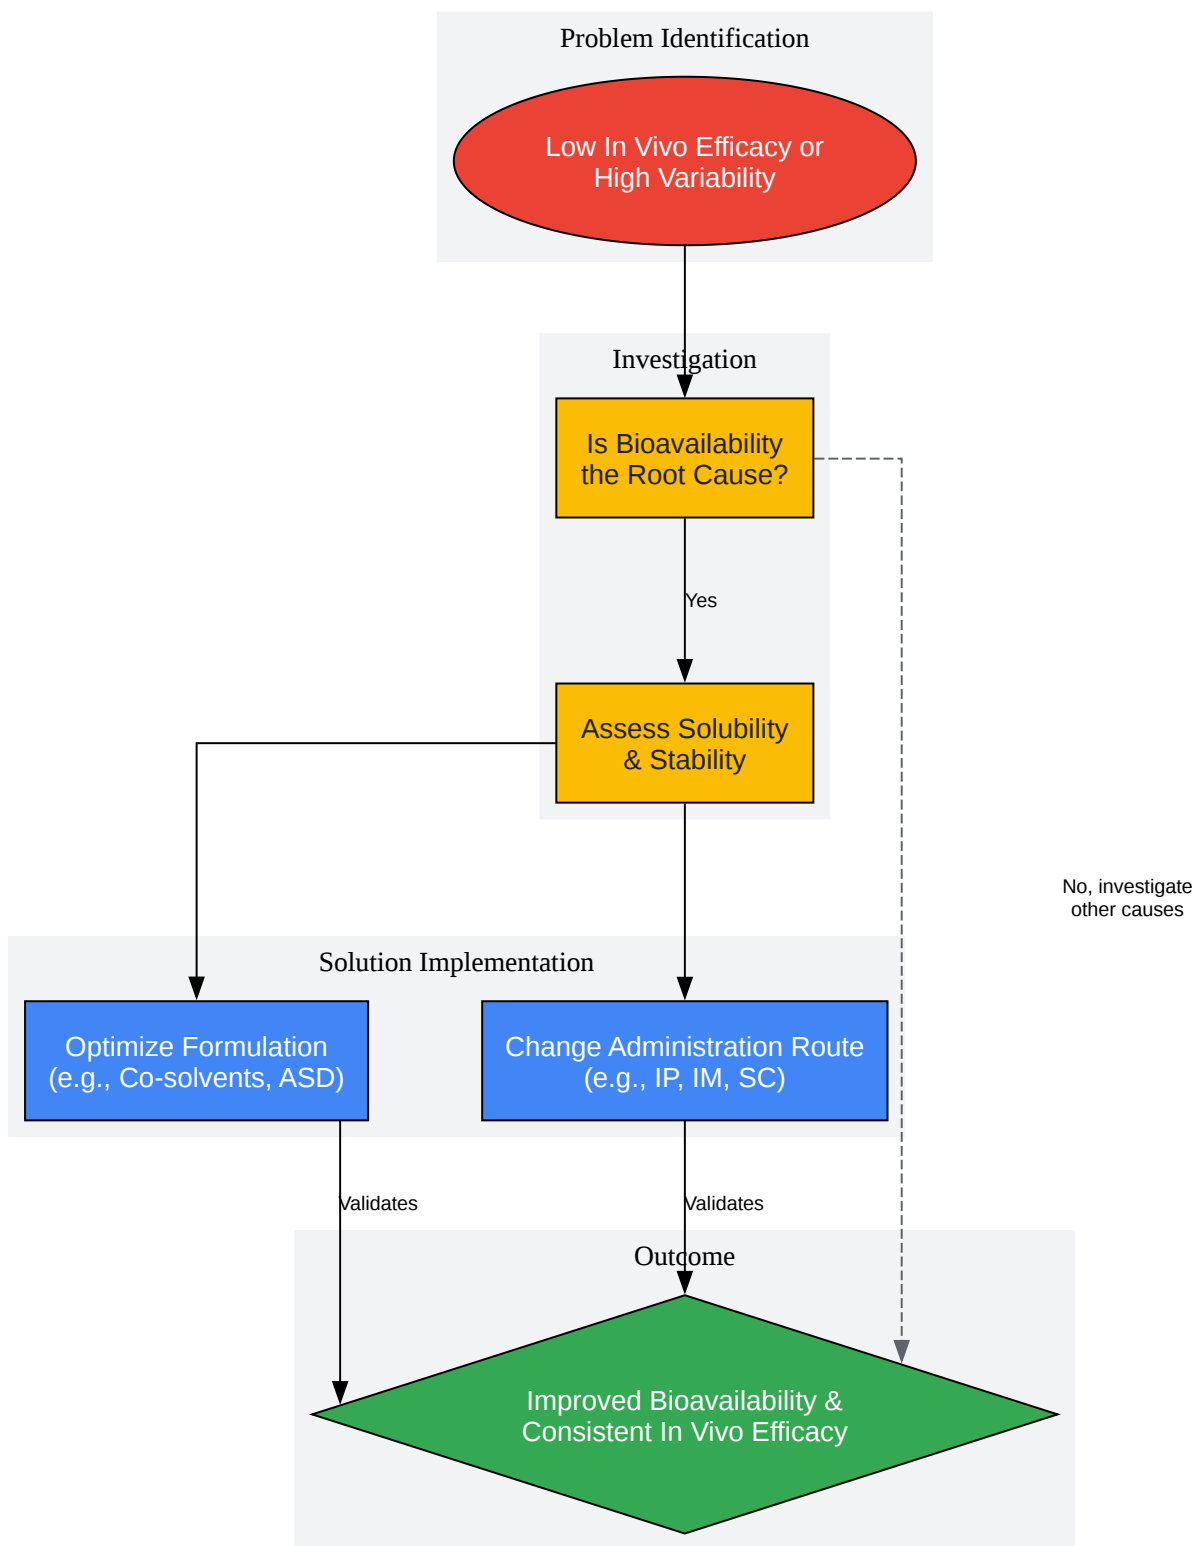 Problem Identification
Low In Vivo Efficacy or
High Variability
Investigation
Is Bioavailability
the Root Cause?
Yes
Assess Solubility
& Stability
No, investigate
other causes
Solution Implementation
Optimize Formulation
(e.g., Co-solvents, ASD)
Change Administration Route
(e.g., IP, IM, SC)
Validates
Validates
Outcome
Improved Bioavailability &
Consistent In Vivo Efficacy